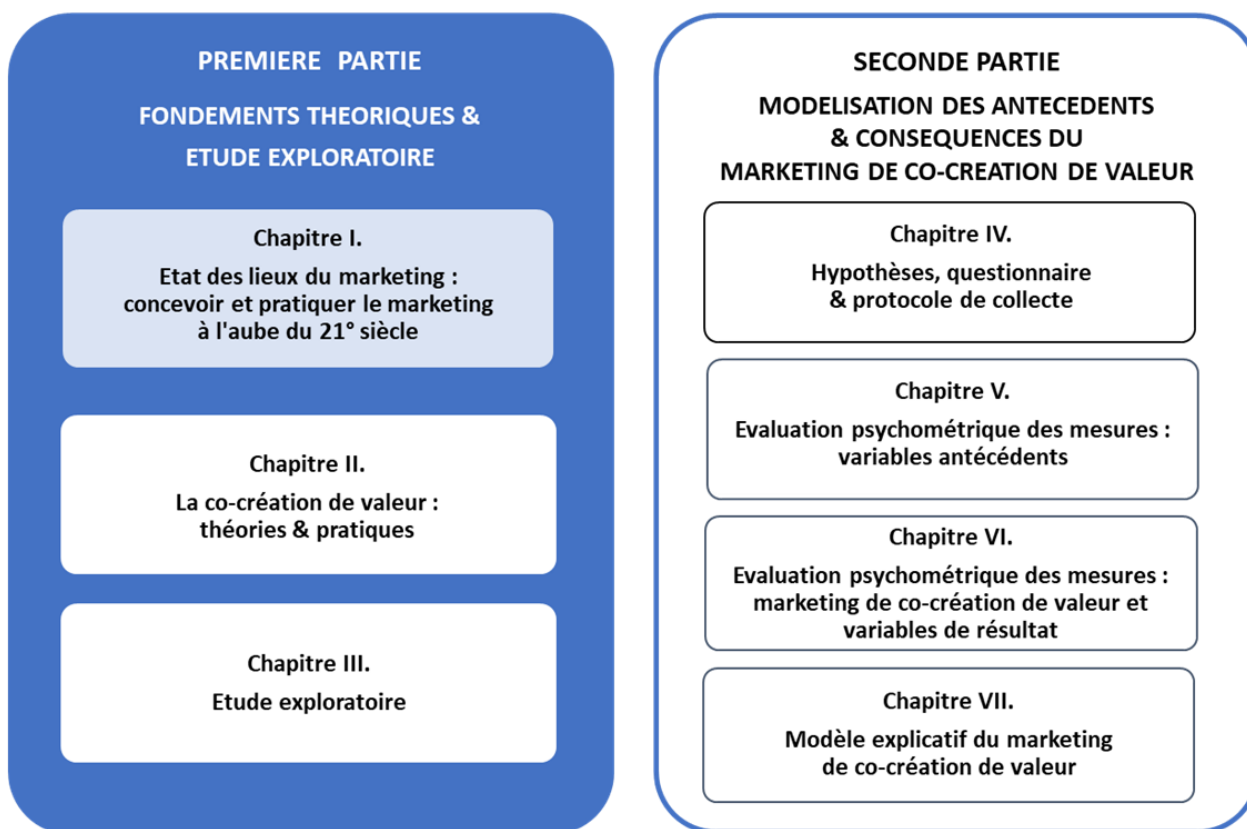 PREMIERE PARTIE
FONDEMENTS THEORIQUES &
ETUDE EXPLORATOIRE
Chapitre I.
Etat des lieux du marketing :
concevoir et pratiquer le marketing
à l'aube du 21° siècle
Chapitre II.
La co-création de valeur :
théories & pratiques
Chapitre III.
Etude exploratoire
SECONDE PARTIE
MODELISATION DES ANTECEDENTS
& CONSEQUENCES DU
MARKETING DE CO-CREATION DE VALEUR
Chapitre IV.
Hypothèses, questionnaire
& protocole de collecte
Chapitre V.
Evaluation psychométrique des mesures :
variables antécédents
Chapitre VI.
Evaluation psychométrique des mesures :
marketing de co-création de valeur et
variables de résultat
Chapitre VII.
Modèle explicatif du marketing
de co-création de valeur